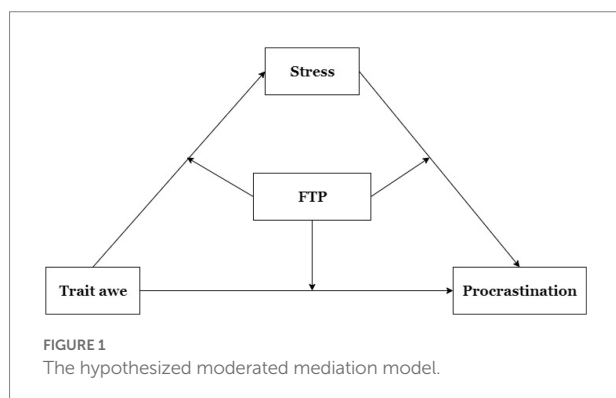 Stress
FTP
Trait awe
Procrastination
FIGURE 1
The hypothesized moderated mediation model.